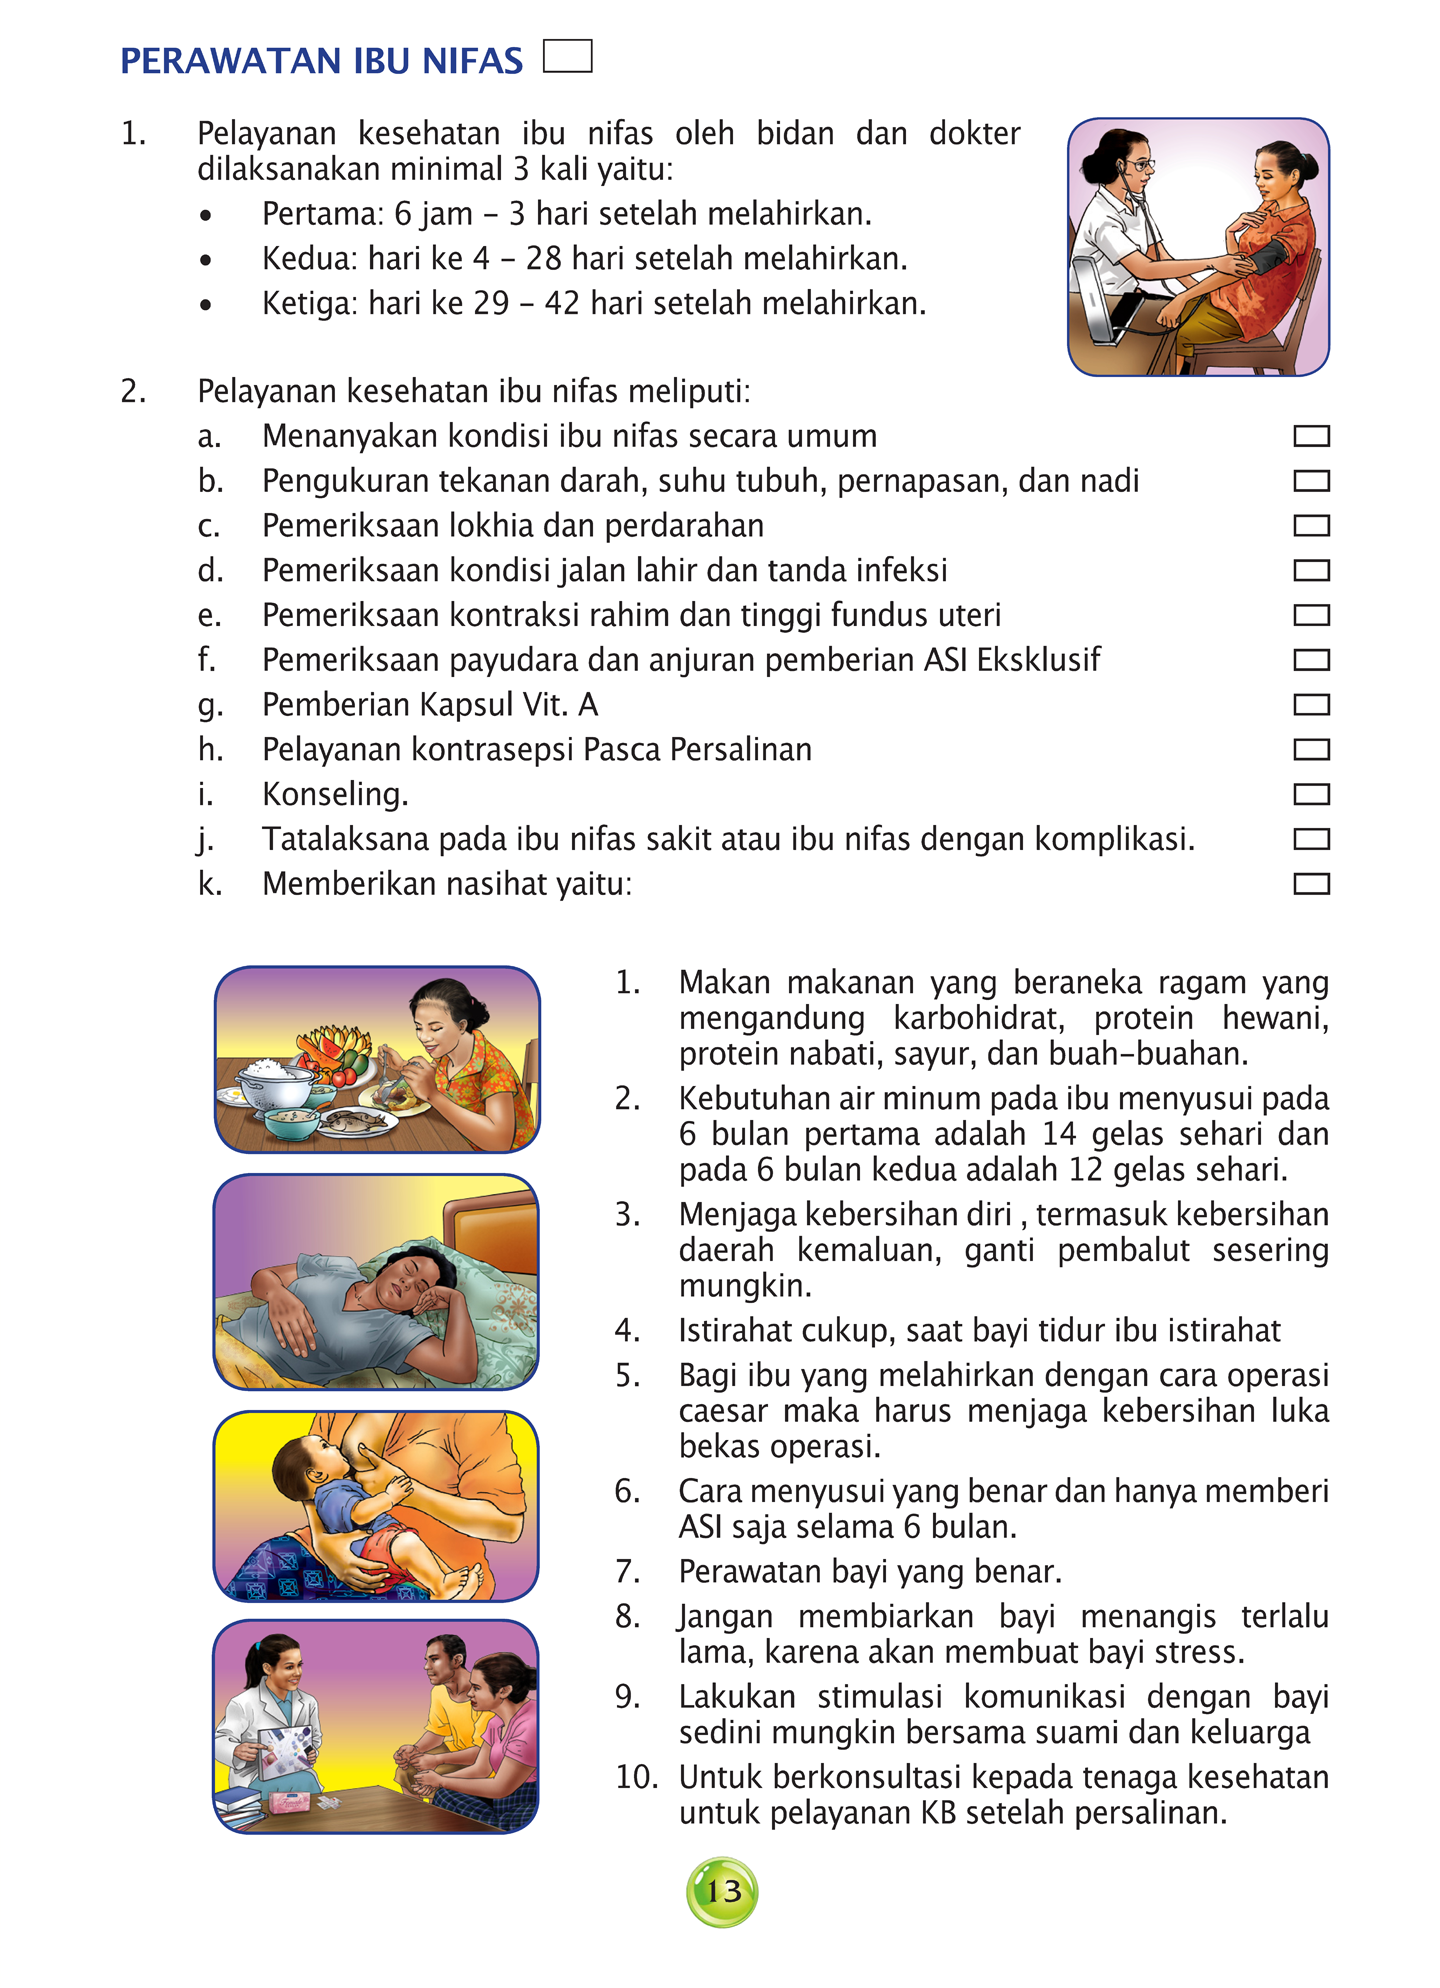 PERAWATAN IBU NIFAS
1. Pelayanan kesehatan ibu nifas oleh bidan dan dokter
dilaksanakan minimal 3 kali yaitu:
• Pertama: 6 jam – 3 hari setelah melahirkan.
• Kedua: hari ke 4 – 28 hari setelah melahirkan.
• Ketiga: hari ke 29 – 42 hari setelah melahirkan.
2. Pelayanan kesehatan ibu nifas meliputi:
a. Menanyakan kondisi ibu nifas secara umum
b. Pengukuran tekanan darah, suhu tubuh, pernapasan, dan nadi
c. Pemeriksaan lokhia dan perdarahan
d. Pemeriksaan kondisi jalan lahir dan tanda infeksi
e. Pemeriksaan kontraksi rahim dan tinggi fundus uteri
f. Pemeriksaan payudara dan anjuran pemberian ASI Eksklusif
g. Pemberian Kapsul Vit. A
h. Pelayanan kontrasepsi Pasca Persalinan
i. Konseling.
j. Tatalaksana pada ibu nifas sakit atau ibu nifas dengan komplikasi.
k. Memberikan nasihat yaitu:
1. Makan makanan yang beraneka ragam yang
mengandung karbohidrat, protein hewani,
protein nabati, sayur, dan buah–buahan.
2. Kebutuhan air minum pada ibu menyusui pada
6 bulan pertama adalah 14 gelas sehari dan
pada 6 bulan kedua adalah 12 gelas sehari.
3. Menjaga kebersihan diri , termasuk kebersihan
daerah kemaluan, ganti pembalut sesering
mungkin.
4. Istirahat cukup, saat bayi tidur ibu istirahat
5. Bagi ibu yang melahirkan dengan cara operasi
caesar maka harus menjaga kebersihan luka
bekas operasi.
6. Cara menyusui yang benar dan hanya memberi
ASI saja selama 6 bulan.
7. Perawatan bayi yang benar.
8. Jangan membiarkan bayi menangis terlalu
lama, karena akan membuat bayi stress.
9. Lakukan stimulasi komunikasi dengan bayi
sedini mungkin bersama suami dan keluarga
10. Untuk berkonsultasi kepada tenaga kesehatan
untuk pelayanan KB setelah persalinan.
13